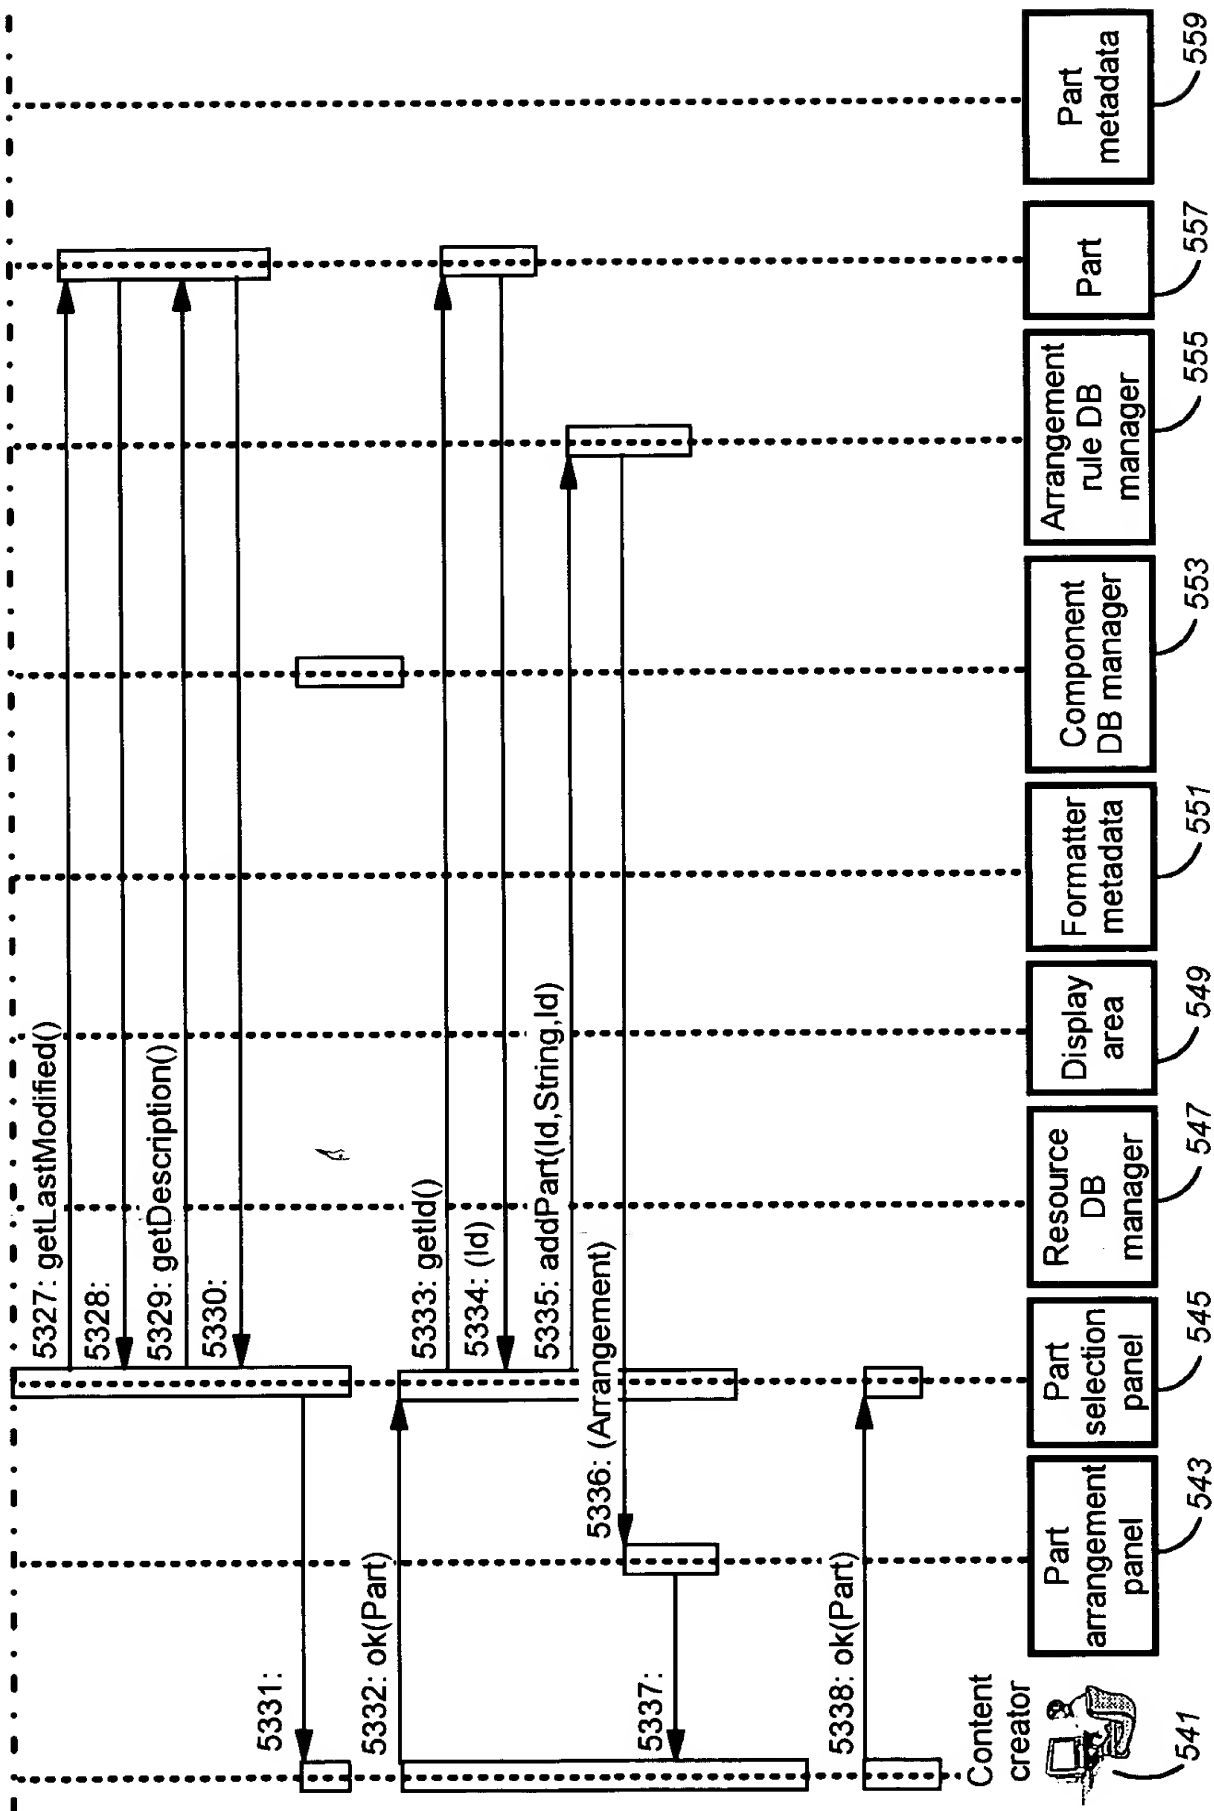 5327: getLastModified()
5328:
5329: getDescription()
5330:
5331:
5332: ok(Part)
5333: getId()
5334: (Id)
5335: addPart(Id,String,Id)
5336: (Arrangement)
5337:
5338: ok(Part)
Content
creator
541
Part
arrangement
panel
543
Part
selection
panel
545
Resource
DB
manager
547
Display
area
549
Formatter
metadata
551
Component
DB manager
553
Arrangement
rule DB
manager
555
Part
557
Part
metadata
559